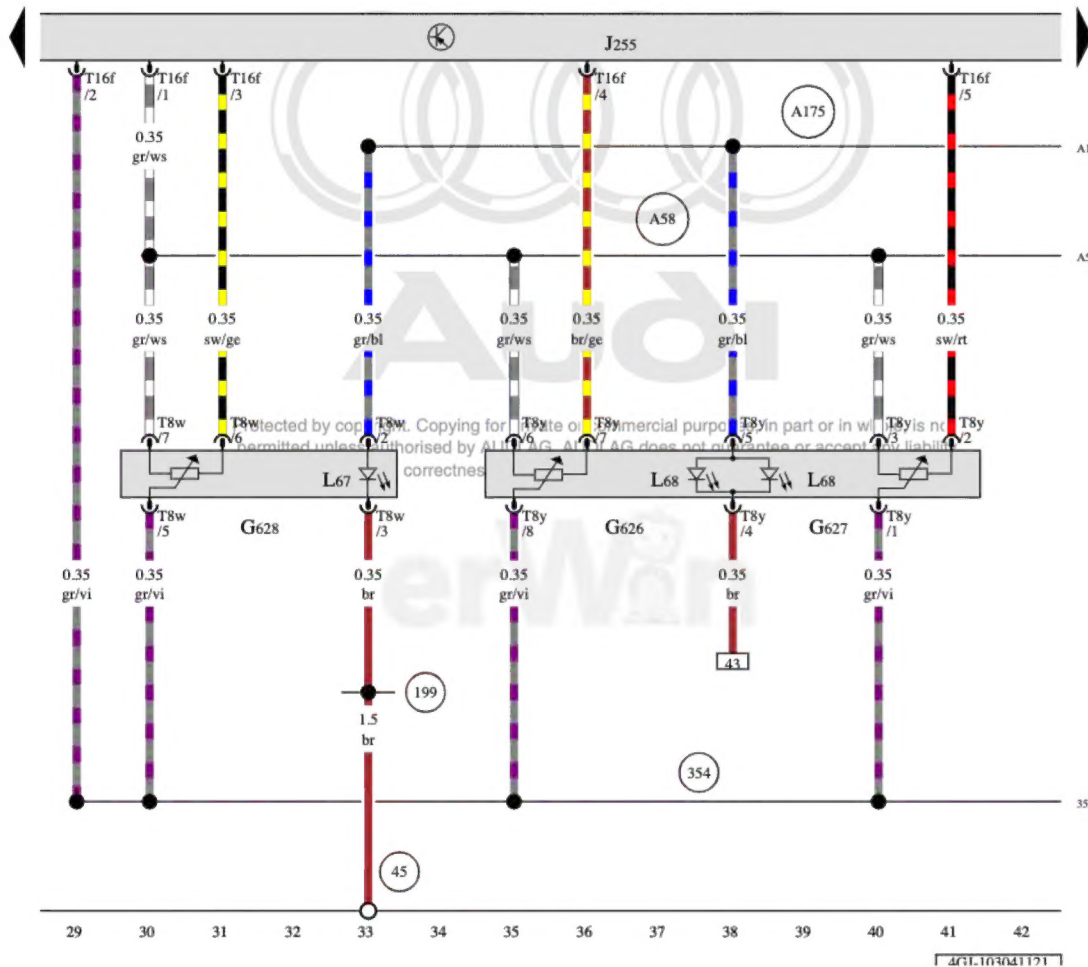 J255
T16f
/2
T16f
/1
T16f
/3
T16f
/4
T16f
/5
A175
0.35
gr/ws
A58
0.35
gr/ws
0.35
sw/ge
0.35
gr/bl
0.35
gr/ws
0.35
br/ge
0.35
gr/bl
0.35
gr/ws
0.35
sw/rt
Audi
T8w
/7
T8w
/6
T8w
/2
T8y
/6
T8y
/7
T8y
/5
T8y
/3
T8y
/2
L67
L68
L68
T8w
/5
G628
T8w
/3
T8y
/8
G626
T8y
/4
G627
T8y
/1
erWin
0.35
gr/vi
0.35
gr/vi
0.35
br
0.35
gr/vi
0.35
br
0.35
gr/vi
43
199
1.5
br
354
45
29 30 31 32 33 34 35 36 37 38 39 40 41 42
4G1-103041121